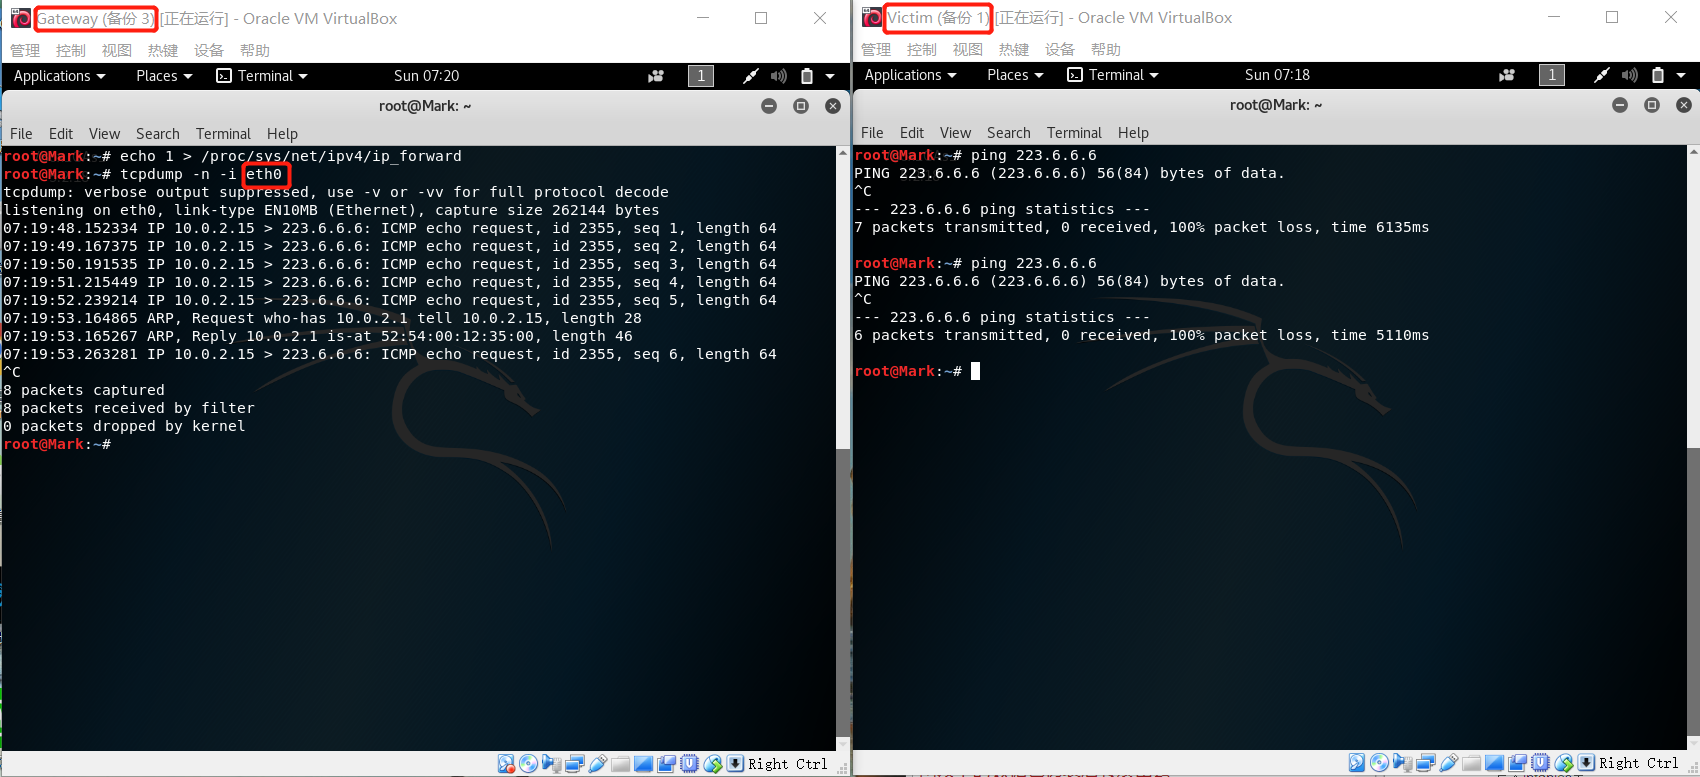 Gateway (备份 3) [正在运行] - Oracle VM VirtualBox
管理 控制 视图 热键 设备 帮助
Applications Places Terminal Sun 07:20 1
root@Mark: ~
File Edit View Search Terminal Help
root@Mark:~# echo 1 > /proc/sys/net/ipv4/ip_forward
root@Mark:~# tcpdump -n -i eth0
tcpdump: verbose output suppressed, use -v or -vv for full protocol decode
listening on eth0, link-type EN10MB (Ethernet), capture size 262144 bytes
07:19:48.152334 IP 10.0.2.15 > 223.6.6.6: ICMP echo request, id 2355, seq 1, length 64
07:19:49.167375 IP 10.0.2.15 > 223.6.6.6: ICMP echo request, id 2355, seq 2, length 64
07:19:50.191535 IP 10.0.2.15 > 223.6.6.6: ICMP echo request, id 2355, seq 3, length 64
07:19:51.215449 IP 10.0.2.15 > 223.6.6.6: ICMP echo request, id 2355, seq 4, length 64
07:19:52.239214 IP 10.0.2.15 > 223.6.6.6: ICMP echo request, id 2355, seq 5, length 64
07:19:53.164865 ARP, Request who-has 10.0.2.1 tell 10.0.2.15, length 28
07:19:53.165267 ARP, Reply 10.0.2.1 is-at 52:54:00:12:35:00, length 46
07:19:53.263281 IP 10.0.2.15 > 223.6.6.6: ICMP echo request, id 2355, seq 6, length 64
^C
8 packets captured
8 packets received by filter
0 packets dropped by kernel
root@Mark:~#
Right Ctrl
Victim (备份 1) [正在运行] - Oracle VM VirtualBox
管理 控制 视图 热键 设备 帮助
Applications Places Terminal Sun 07:18 1
root@Mark: ~
File Edit View Search Terminal Help
root@Mark:~# ping 223.6.6.6
PING 223.6.6.6 (223.6.6.6) 56(84) bytes of data.
^C
--- 223.6.6.6 ping statistics ---
7 packets transmitted, 0 received, 100% packet loss, time 6135ms
root@Mark:~# ping 223.6.6.6
PING 223.6.6.6 (223.6.6.6) 56(84) bytes of data.
^C
--- 223.6.6.6 ping statistics ---
6 packets transmitted, 0 received, 100% packet loss, time 5110ms
root@Mark:~#
Right Ctrl